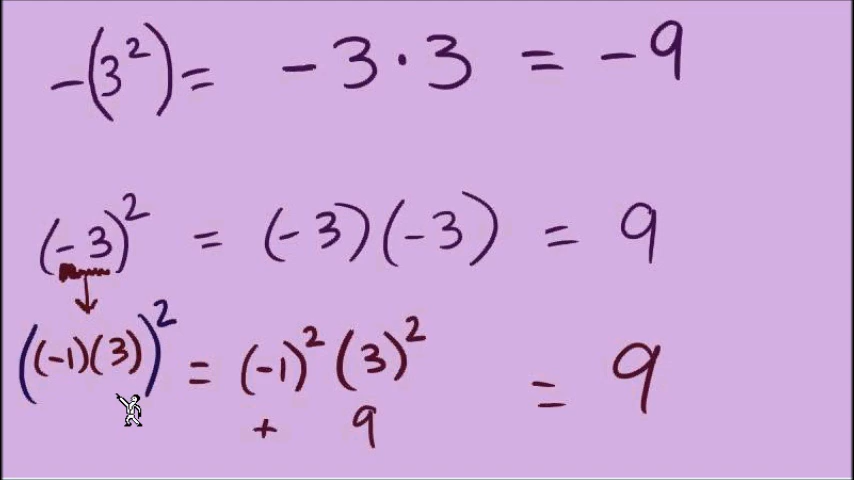 -(3²) = -3·3 = -9
(-3)² = (-3)(-3) = 9
((-1)(3))² = (-1)²(3)² = 9
+ 9